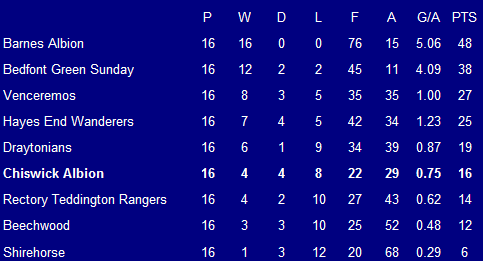 P W D L F A G/A PTS
Barnes Albion 16 16 0 0 76 15 5.06 48
Bedfont Green Sunday 16 12 2 2 45 11 4.09 38
Venceremos 16 8 3 5 35 35 1.00 27
Hayes End Wanderers 16 7 4 5 42 34 1.23 25
Draytonians 16 6 1 9 34 39 0.87 19
Chiswick Albion 16 4 4 8 22 29 0.75 16
Rectory Teddington Rangers 16 4 2 10 27 43 0.62 14
Beechwood 16 3 3 10 25 52 0.48 12
Shirehorse 16 1 3 12 20 68 0.29 6